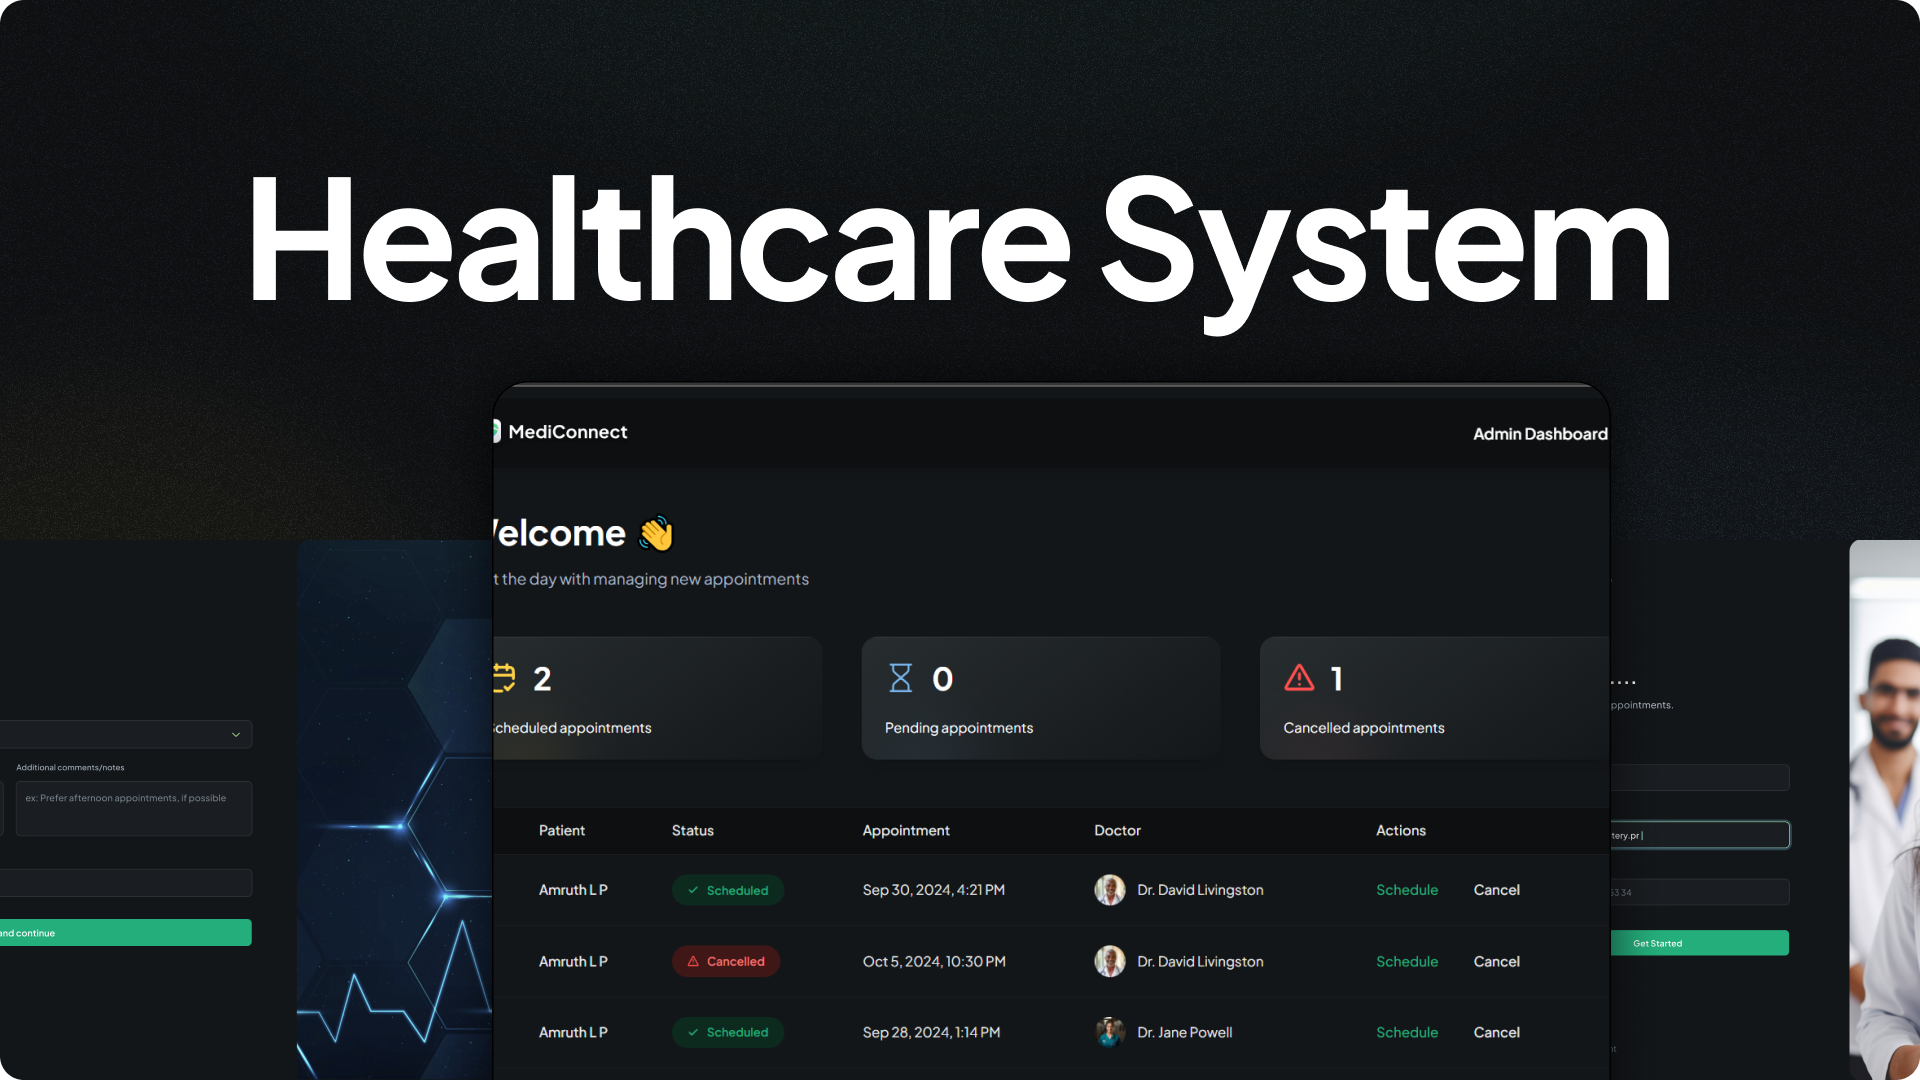 Healthcare System
MediConnect
Admin Dashboard
elcome 👋
t the day with managing new appointments
2
0
1
cheduled appointments
Pending appointments
Cancelled appointments
Patient Status Appointment Doctor Actions
Amruth L P Scheduled Sep 30, 2024, 4:21 PM Dr. David Livingston Schedule Cancel
Amruth L P Cancelled Oct 5, 2024, 10:30 PM Dr. David Livingston Schedule Cancel
Amruth L P Scheduled Sep 28, 2024, 1:14 PM Dr. Jane Powell Schedule Cancel
Additional comments/notes
ex: Prefer afternoon appointments, if possible
and continue
....
ppointments.
tery.pr
53 34
Get Started